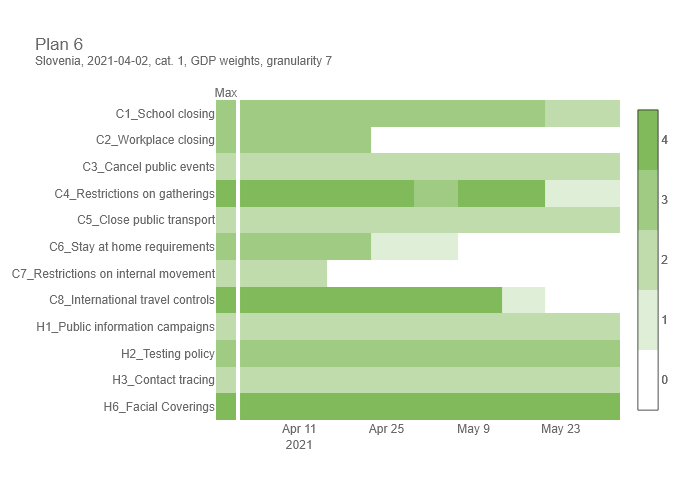 Plan 6
Slovenia, 2021-04-02, cat. 1, GDP weights, granularity 7
Max
C1_School closing
C2_Workplace closing
C3_Cancel public events
C4_Restrictions on gatherings
C5_Close public transport
C6_Stay at home requirements
C7_Restrictions on internal movement
C8_International travel controls
H1_Public information campaigns
H2_Testing policy
H3_Contact tracing
H6_Facial Coverings
4
3
2
1
0
Apr 11 Apr 25 May 9 May 23
2021